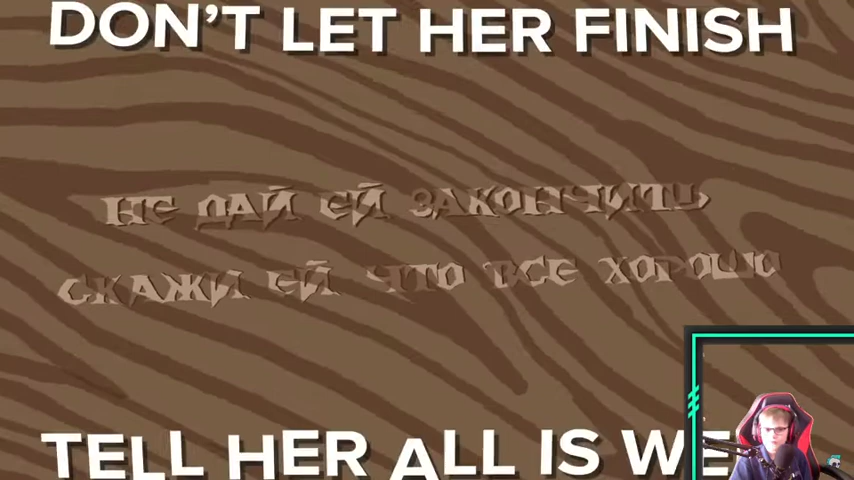 DON'T LET HER FINISH
НЕ ДАЙ ЕЙ ЗАКОНЧИТЬ
СКАЖИ ЕЙ ЧТО ВСЕ ХОРОШО
TELL HER ALL IS WE